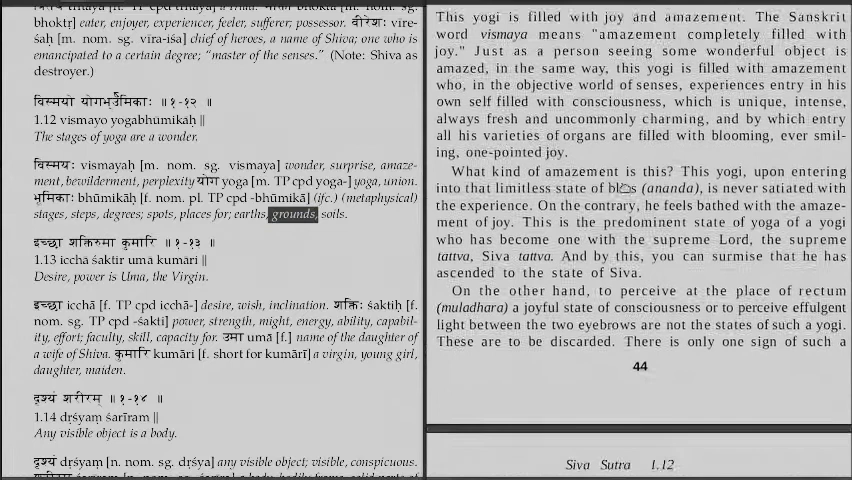 bhoktṛ] eater, enjoyer, experiencer, feeler, sufferer; possessor. वीरेशः vīre-
śaḥ [m. nom. sg. vīra-iśa] chief of heroes, a name of Shiva; one who is
emancipated to a certain degree; “master of the senses.” (Note: Shiva as
destroyer.)
विस्मयो योगभूमिकाः ॥ १-१२ ॥
1.12 vismayo yogabhūmikāḥ ||
The stages of yoga are a wonder.
विस्मयः vismayaḥ [m. nom. sg. vismaya] wonder, surprise, amaze-
ment, bewilderment, perplexity योग yoga [m. TP cpd yoga-] yoga, union.
भूमिकाः bhūmikāḥ [f. nom. pl. TP cpd -bhūmikā] (ifc.) (metaphysical)
stages, steps, degrees; spots, places for; earths, grounds, soils.
इच्छा शक्तिरुमा कुमारि ॥ १-१३ ॥
1.13 icchā śaktir umā kumāri ||
Desire, power is Uma, the Virgin.
इच्छा icchā [f. TP cpd icchā-] desire, wish, inclination. शक्तिः śaktiḥ [f.
nom. sg. TP cpd -śakti] power, strength, might, energy, ability, capabil-
ity, effort; faculty, skill, capacity for. उमा umā [f.] name of the daughter of
a wife of Shiva. कुमारि kumāri [f. short for kumārī] a virgin, young girl,
daughter, maiden.
दृश्यं शरीरम् ॥ १-१४ ॥
1.14 dṛśyaṃ śarīram ||
Any visible object is a body.
दृश्यं dṛśyaṃ [n. nom. sg. dṛśya] any visible object; visible, conspicuous.
This yogi is filled with joy and amazement. The Sanskrit
word vismaya means "amazement completely filled with
joy." Just as a person seeing some wonderful object is
amazed, in the same way, this yogi is filled with amazement
who, in the objective world of senses, experiences entry in his
own self filled with consciousness, which is unique, intense,
always fresh and uncommonly charming, and by which entry
all his varieties of organs are filled with blooming, ever smil-
ing, one-pointed joy.
What kind of amazement is this? This yogi, upon entering
into that limitless state of bliss (ananda), is never satiated with
the experience. On the contrary, he feels bathed with the amaze-
ment of joy. This is the predominent state of yoga of a yogi
who has become one with the supreme Lord, the supreme
tattva, Siva tattva. And by this, you can surmise that he has
ascended to the state of Siva.
On the other hand, to perceive at the place of rectum
(muladhara) a joyful state of consciousness or to perceive effulgent
light between the two eyebrows are not the states of such a yogi.
These are to be discarded. There is only one sign of such a
44
Siva Sutra 1.12